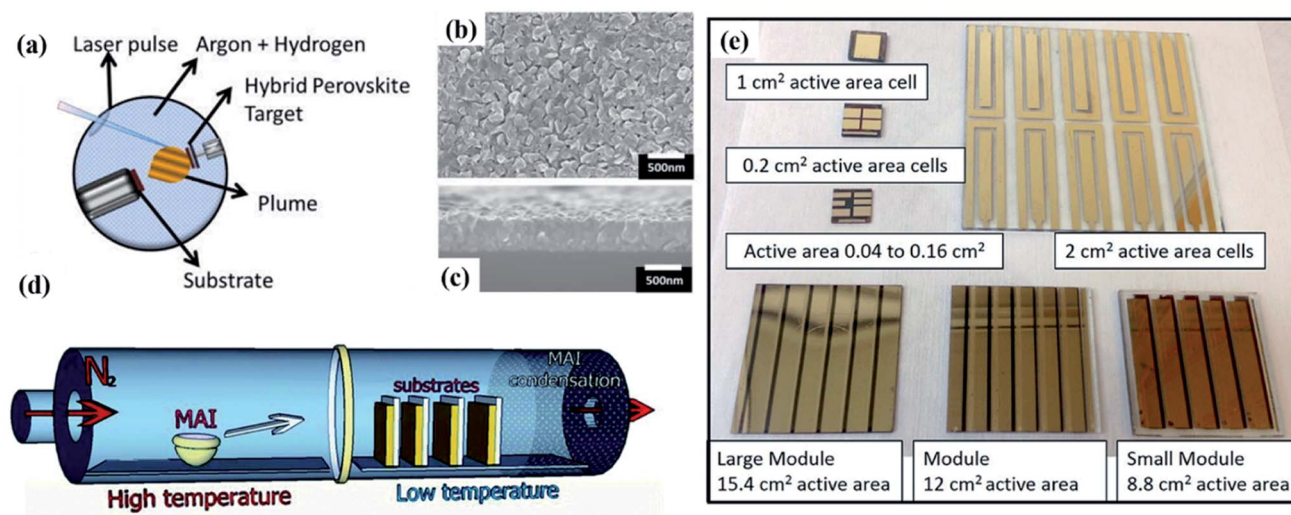 (a)
Laser pulse
Argon + Hydrogen
Hybrid Perovskite
Target
Plume
Substrate
(b)
500nm
(c)
500nm
(d)
N₂
MAI
substrates
MAI
condensation
High temperature
Low temperature
(e)
1 cm² active area cell
0.2 cm² active area cells
Active area 0.04 to 0.16 cm²
2 cm² active area cells
Large Module
15.4 cm² active area
Module
12 cm² active area
Small Module
8.8 cm² active area